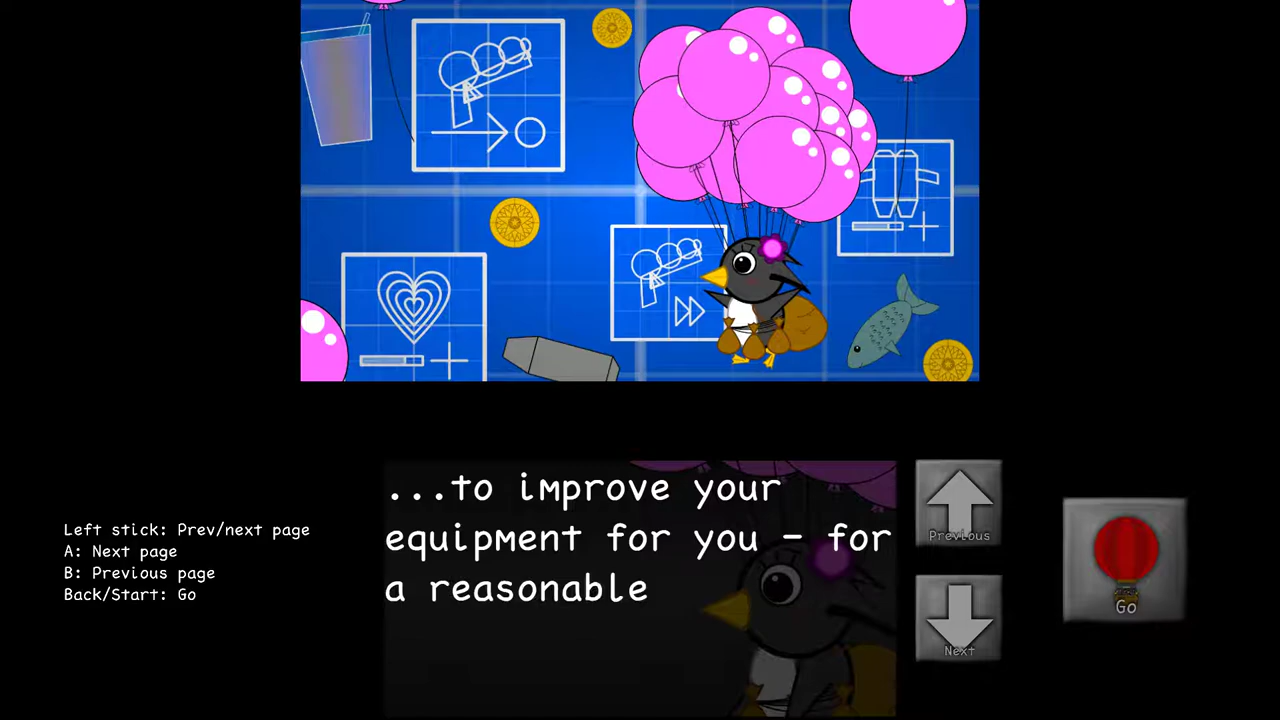 ...to improve your
equipment for you - for
a reasonable
Left stick: Prev/next page
A: Next page
B: Previous page
Back/Start: Go
Previous
Next
Go